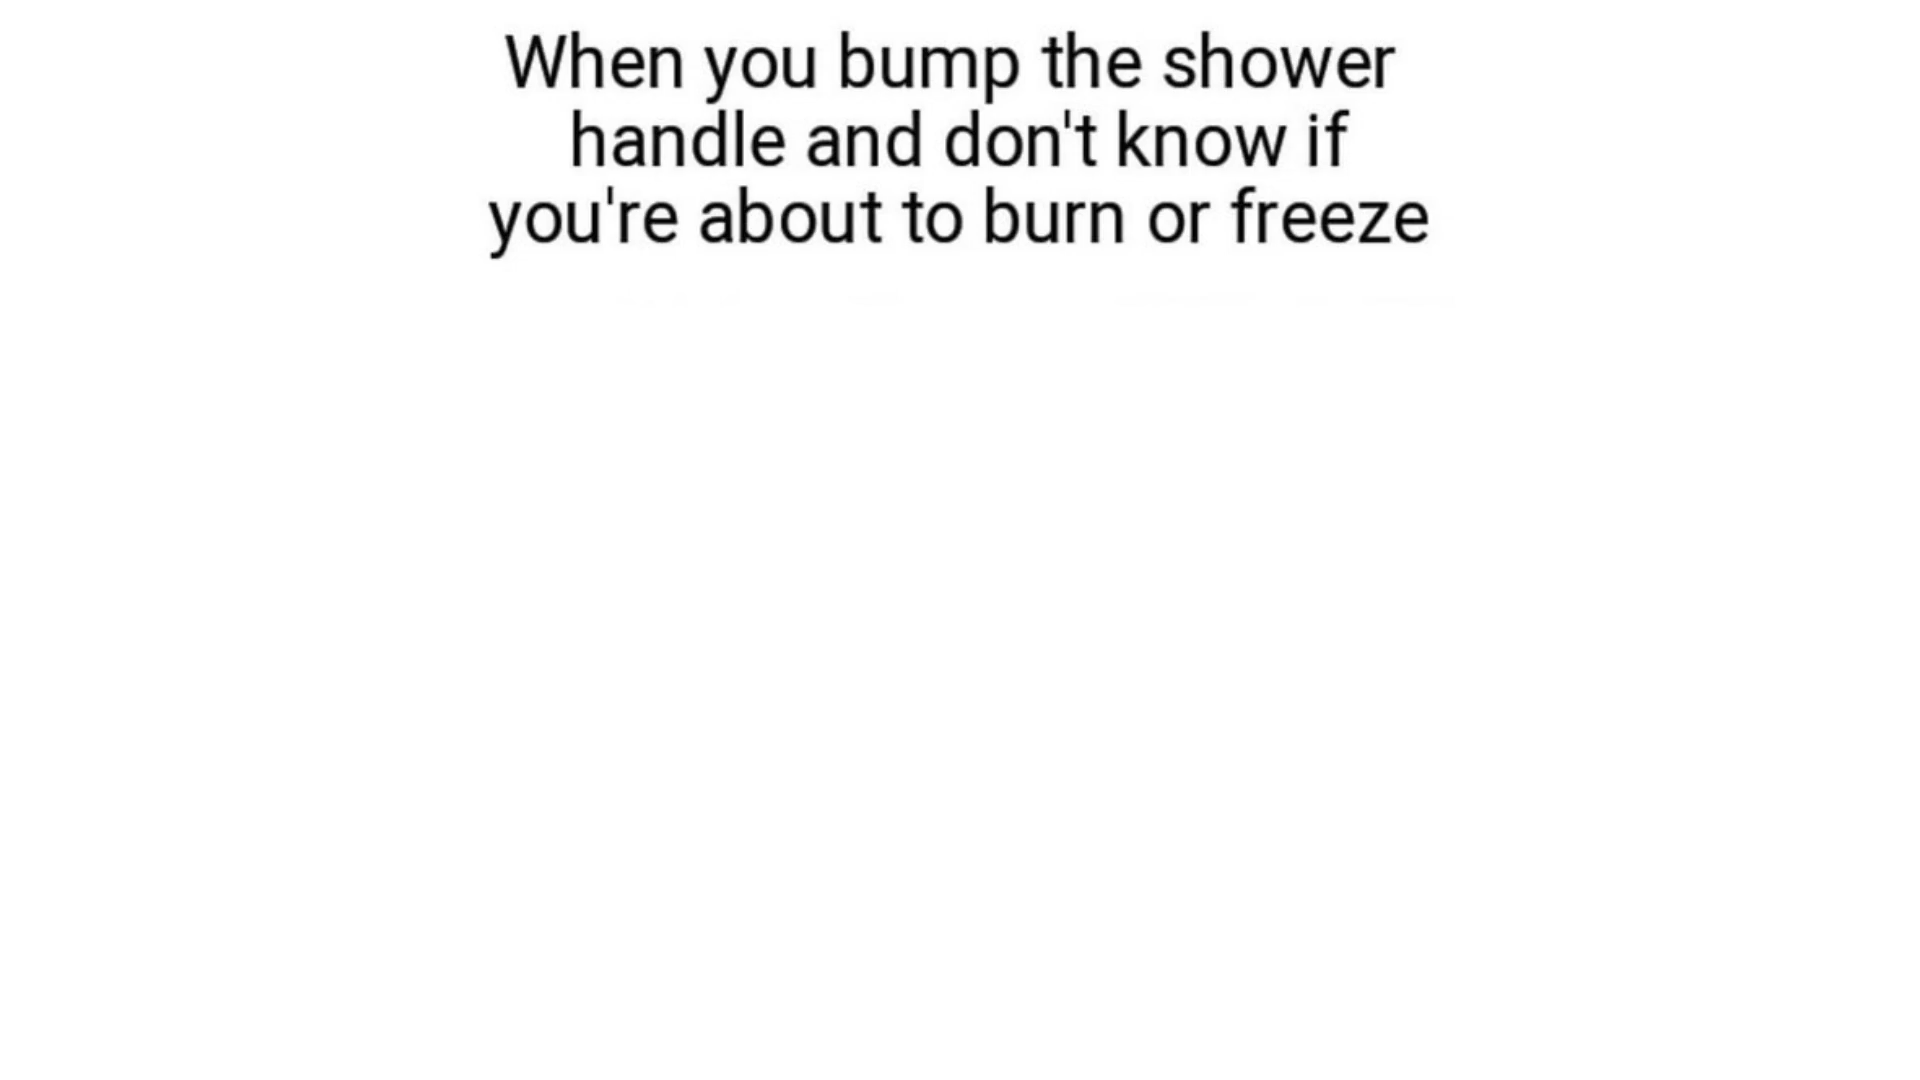 When you bump the shower
handle and don't know if
you're about to burn or freeze